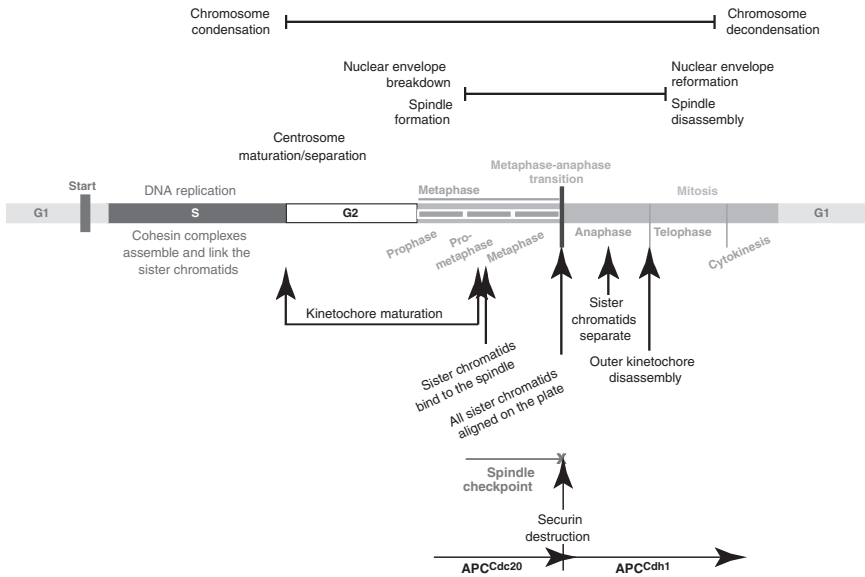 Chromosome
condensation
Chromosome
decondensation
Nuclear envelope
breakdown
Spindle
formation
Nuclear envelope
reformation
Spindle
disassembly
Centrosome
maturation/separation
Metaphase-anaphase
transition
Start
DNA replication
Metaphase
Mitosis
G1
S
G2
G1
Cohesin complexes
assemble and link the
sister chromatids
Prophase
Pro-
metaphase
Metaphase
Anaphase
Telophase
Cytokinesis
Kinetochore maturation
Sister chromatids
bind to the spindle
All sister chromatids
aligned on the plate
Sister
chromatids
separate
Outer kinetochore
disassembly
Spindle
checkpoint
X
Securin
destruction
APCCdc20
APCCdh1